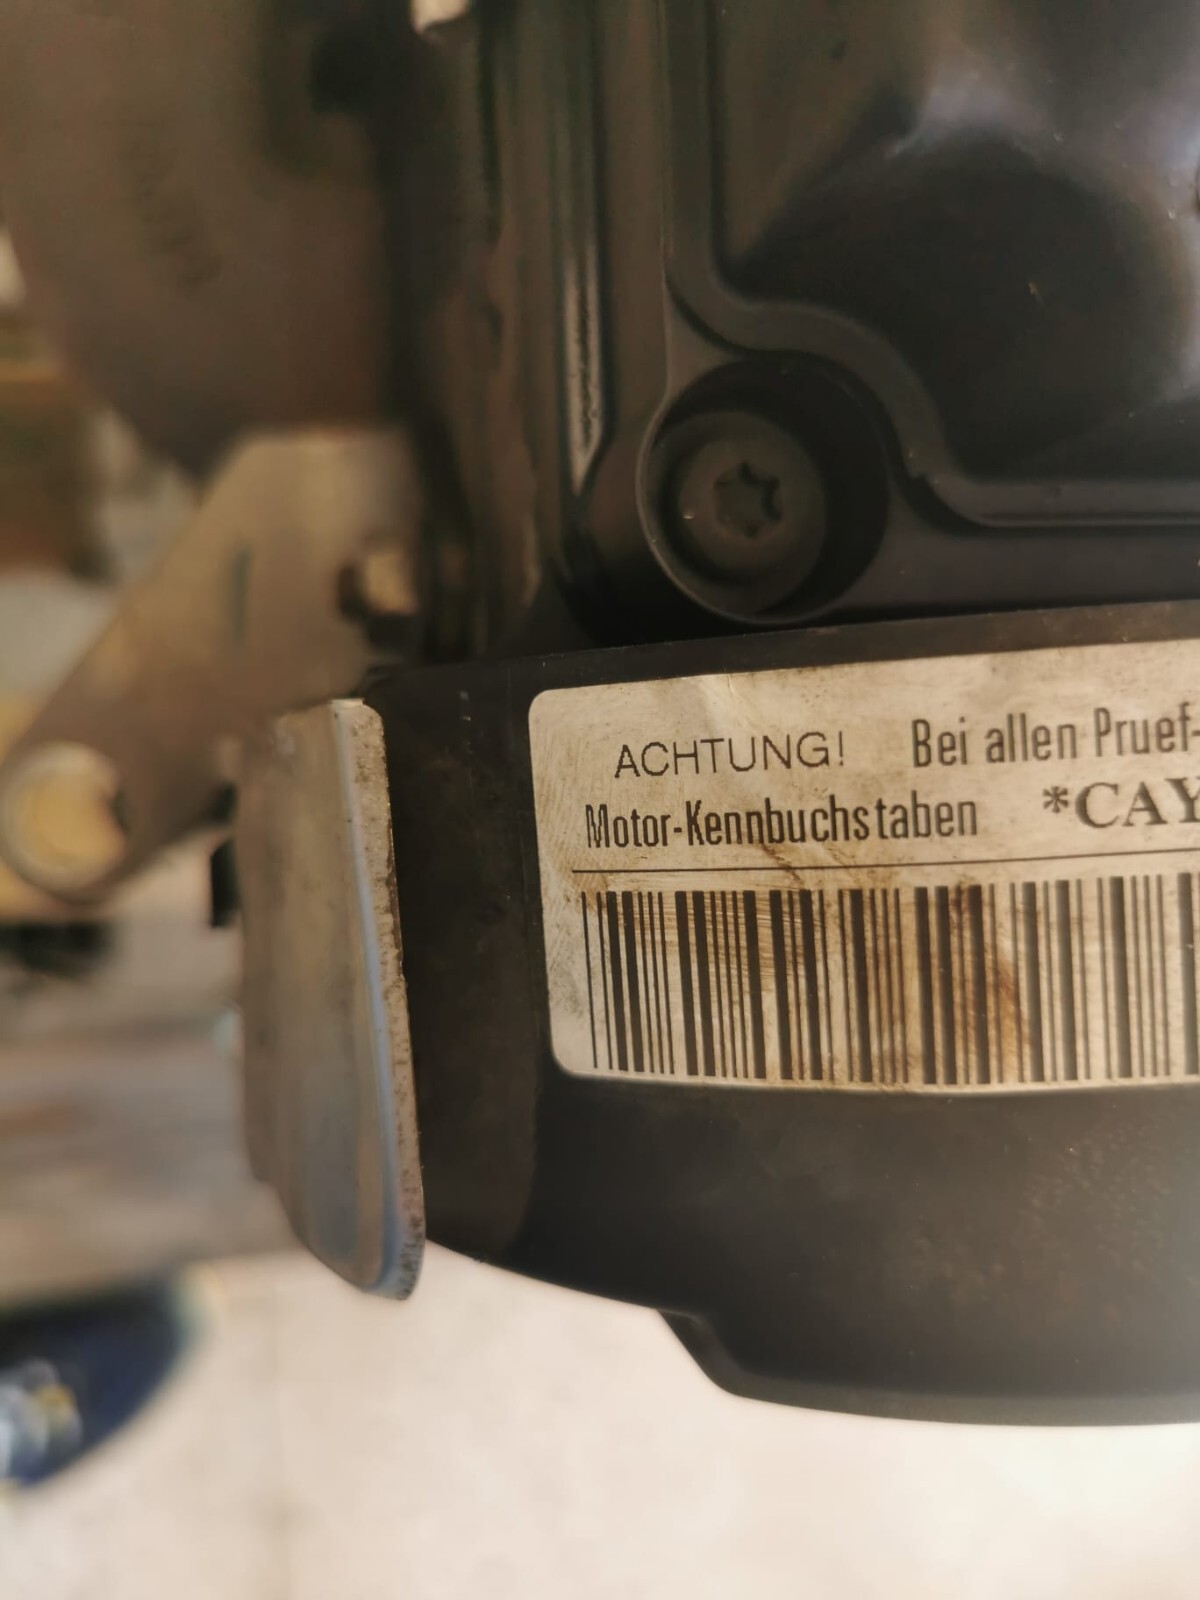 ACHTUNG! Bei allen Pruef-
Motor-Kennbuchstaben *CAY